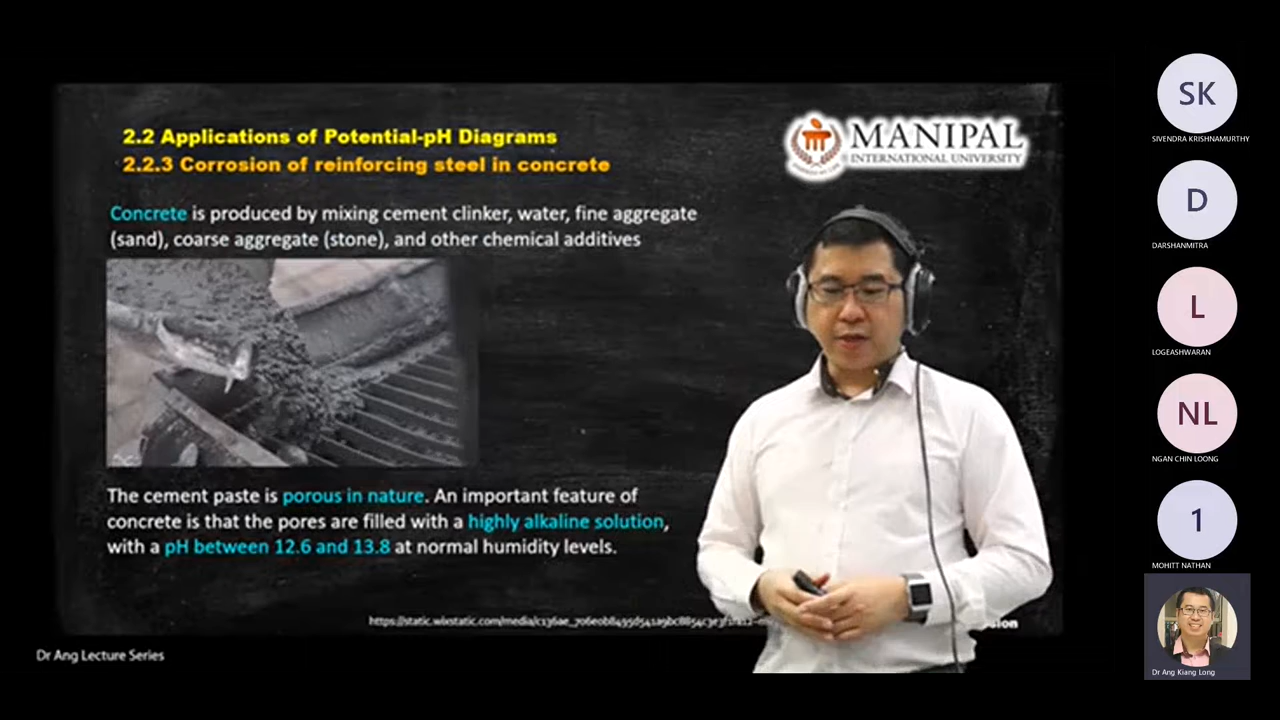 2.2 Applications of Potential-pH Diagrams
2.2.3 Corrosion of reinforcing steel in concrete
MANIPAL
INTERNATIONAL UNIVERSITY
Concrete is produced by mixing cement clinker, water, fine aggregate
(sand), coarse aggregate (stone), and other chemical additives
The cement paste is porous in nature. An important feature of
concrete is that the pores are filled with a highly alkaline solution,
with a pH between 12.6 and 13.8 at normal humidity levels.
Dr Ang Lecture Series
SK
SIVENDRA KRISHNAMURTHY
D
DARSHANMITRA
L
LOGEASHWARAN
NL
NGAN CHIN LOONG
1
MOHITT NATHAN
Dr Ang Kiang Long